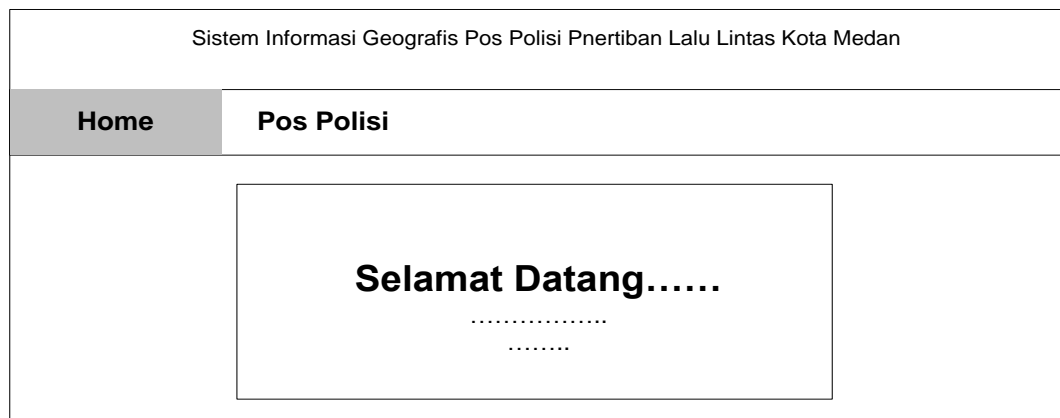 Sistem Informasi Geografis Pos Polisi Pnertiban Lalu Lintas Kota Medan
Home Pos Polisi
Selamat Datang……
……………..
……..